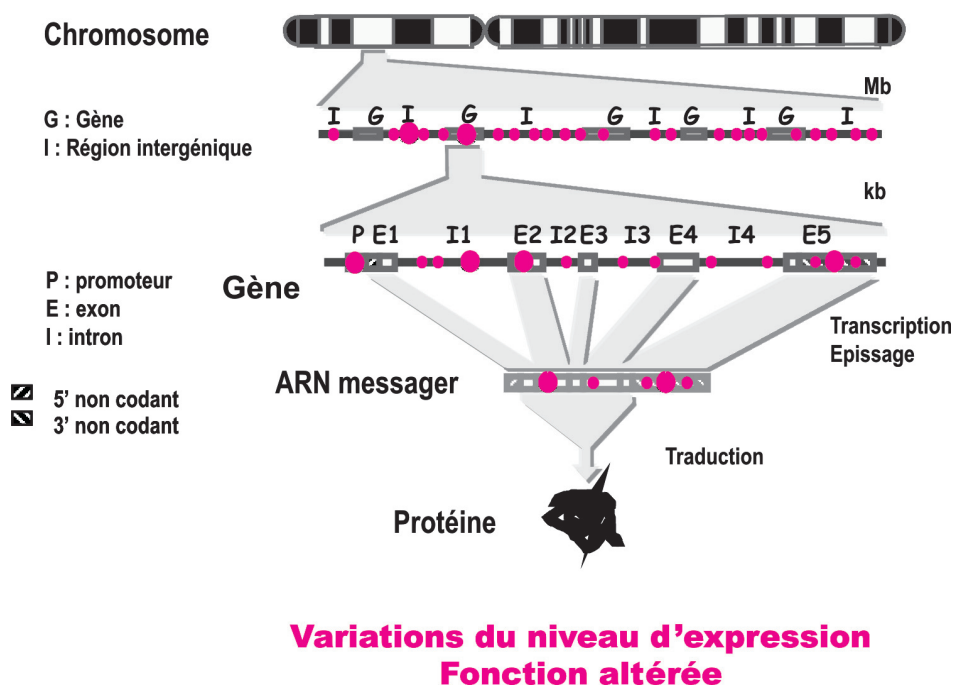 Chromosome
Mb
I G I G I G I G I G I
G : Gène
I : Région intergénique
kb
P E1 I1 E2 I2 E3 I3 E4 I4 E5
P : promoteur
E : exon
I : intron
Gène
Transcription
Epissage
ARN messager
5’ non codant
3’ non codant
Traduction
Protéine
Variations du niveau d’expression
Fonction altérée